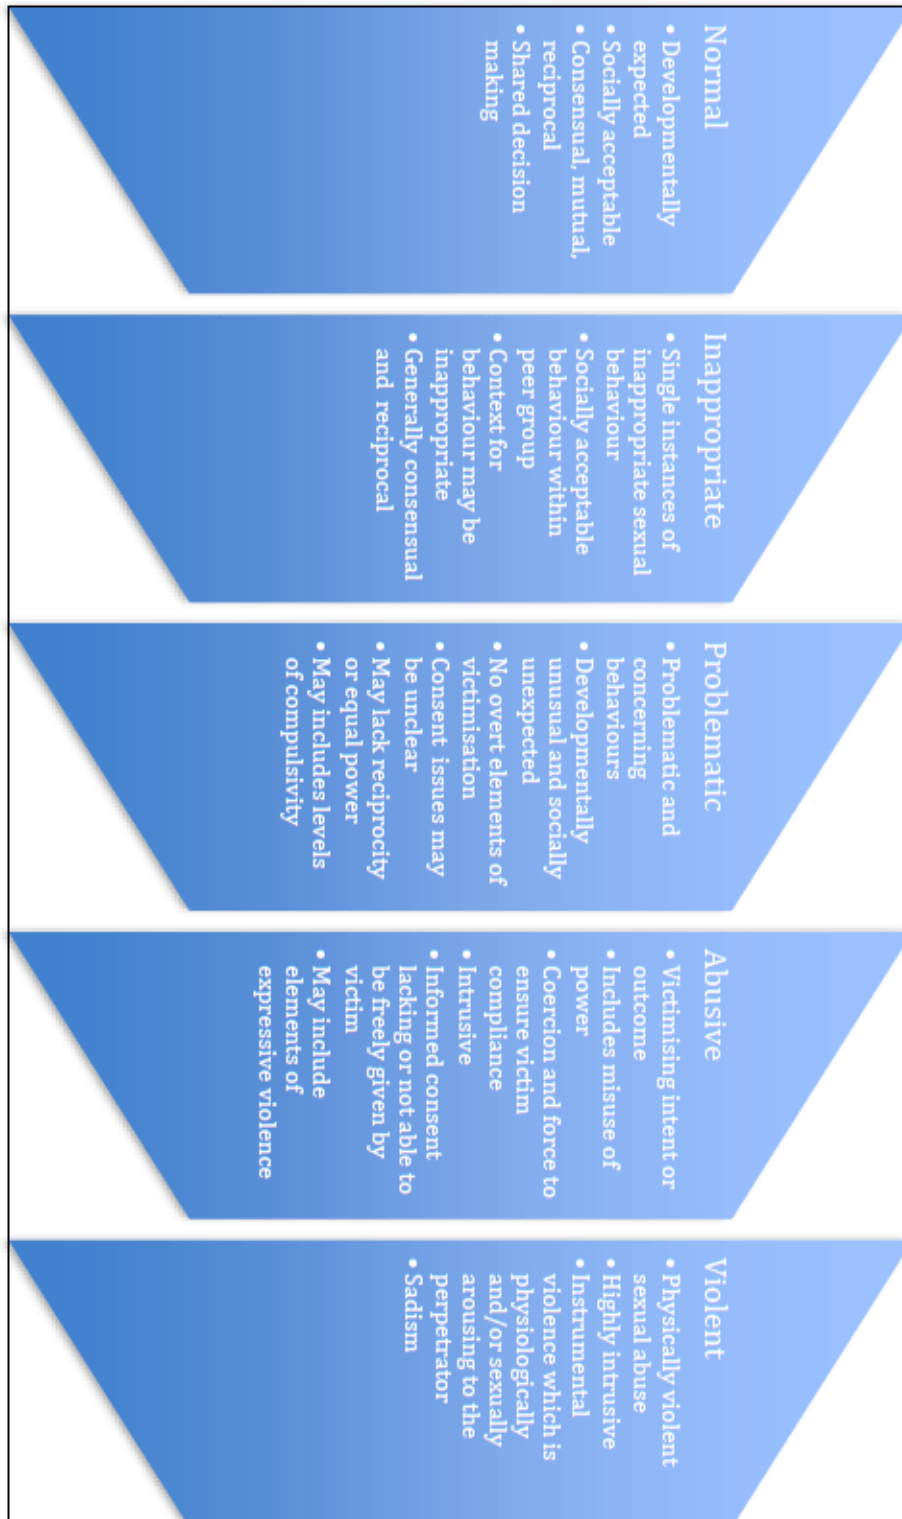 Normal
• Developmentally
expected
• Socially acceptable
• Consensual, mutual,
reciprocal
• Shared decision
making
Inappropriate
• Single instances of
inappropriate sexual
behaviour
• Socially acceptable
behaviour within
peer group
• Context for
behaviour may be
inappropriate
• Generally consensual
and reciprocal
Problematic
• Problematic and
concerning
behaviours
• Developmentally
unusual and socially
unexpected
• No overt elements of
victimisation
• Consent issues may
be unclear
• May lack reciprocity
or equal power
• May includes levels
of compulsivity
Abusive
• Victimising intent or
outcome
• Includes misuse of
power
• Coercion and force to
ensure victim
compliance
• Intrusive
• Informed consent
lacking or not able to
be freely given by
victim
• May include
elements of
expressive violence
Violent
• Physically violent
sexual abuse
• Highly intrusive
• Instrumental
violence which is
physiologically
and/or sexually
arousing to the
perpetrator
• Sadism